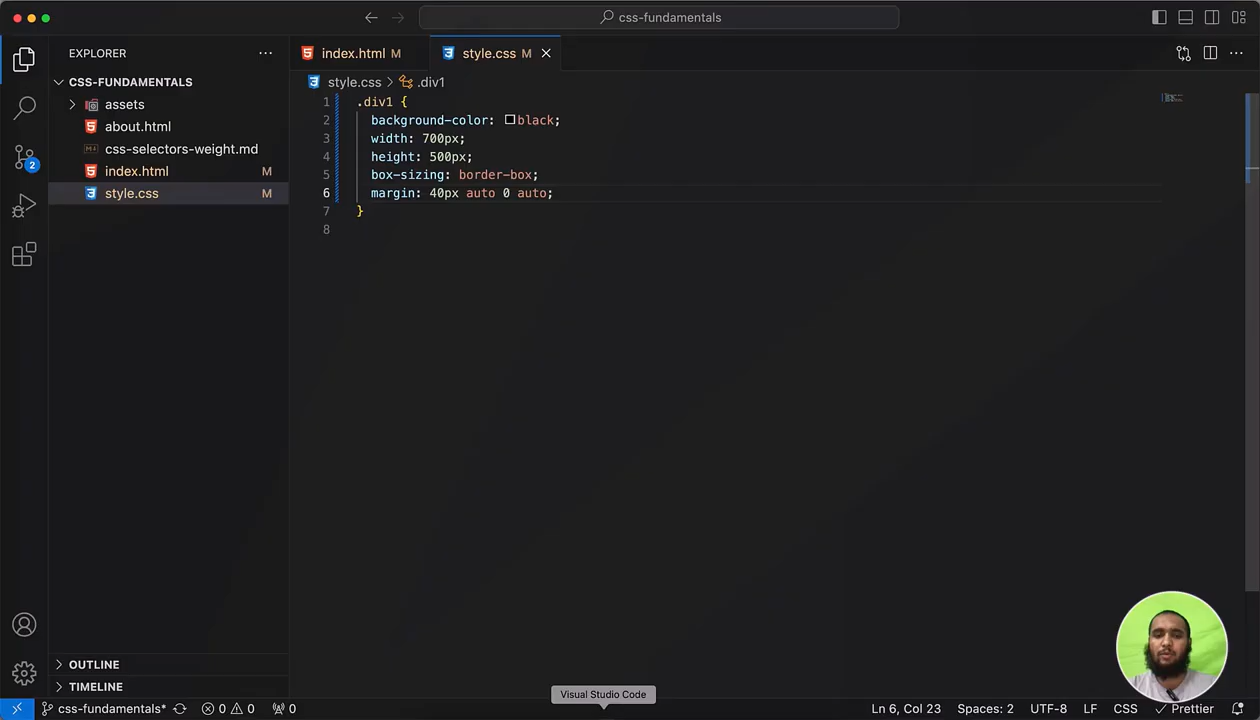 css-fundamentals
EXPLORER
CSS-FUNDAMENTALS
assets
about.html
css-selectors-weight.md
index.html M
style.css M
index.html M
style.css M
style.css > .div1
1 .div1 {
2 background-color: black;
3 width: 700px;
4 height: 500px;
5 box-sizing: border-box;
6 margin: 40px auto 0 auto;
7 }
8
2
OUTLINE
TIMELINE
Visual Studio Code
css-fundamentals* 0 0 0 Ln 6, Col 23 Spaces: 2 UTF-8 LF CSS Prettier